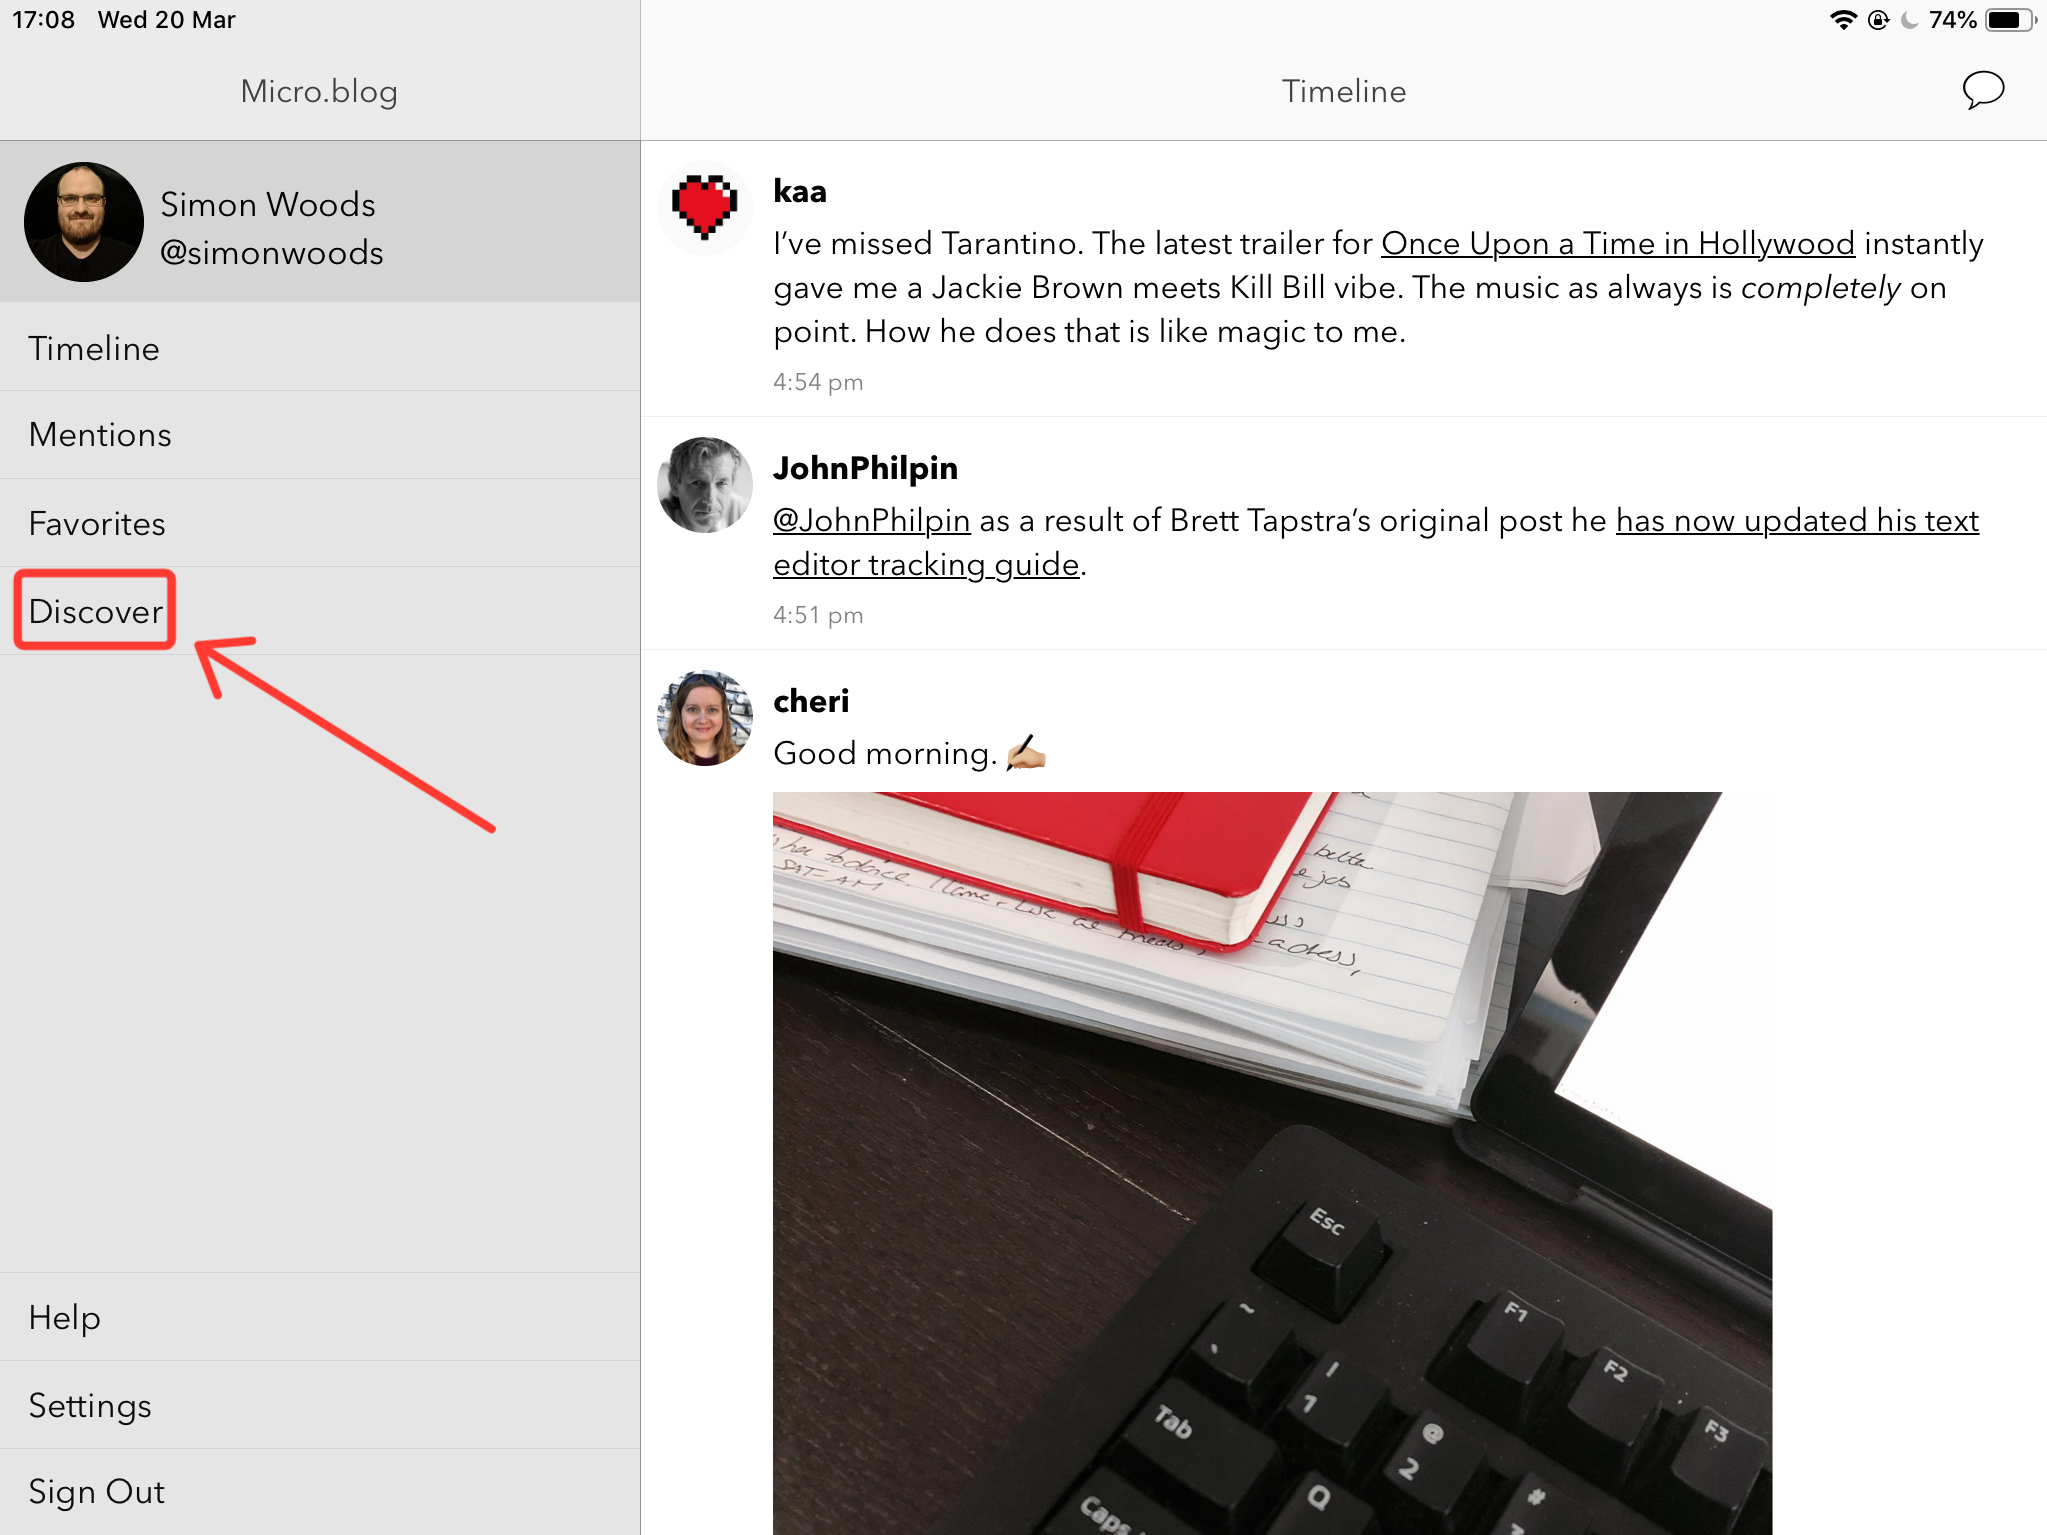 17:08 Wed 20 Mar
74%
Micro.blog
Simon Woods
@simonwoods
Timeline
Mentions
Favorites
Discover
Help
Settings
Sign Out
Timeline
kaa
I've missed Tarantino. The latest trailer for Once Upon a Time in Hollywood instantly
gave me a Jackie Brown meets Kill Bill vibe. The music as always is completely on
point. How he does that is like magic to me.
4:54 pm
JohnPhilpin
@JohnPhilpin as a result of Brett Tapstra's original post he has now updated his text
editor tracking guide.
4:51 pm
cheri
Good morning. ✍🏼
better
SAT-AM
Esc
~
F1
F2
F3
1
Tab
@
2
Q
#
Caps